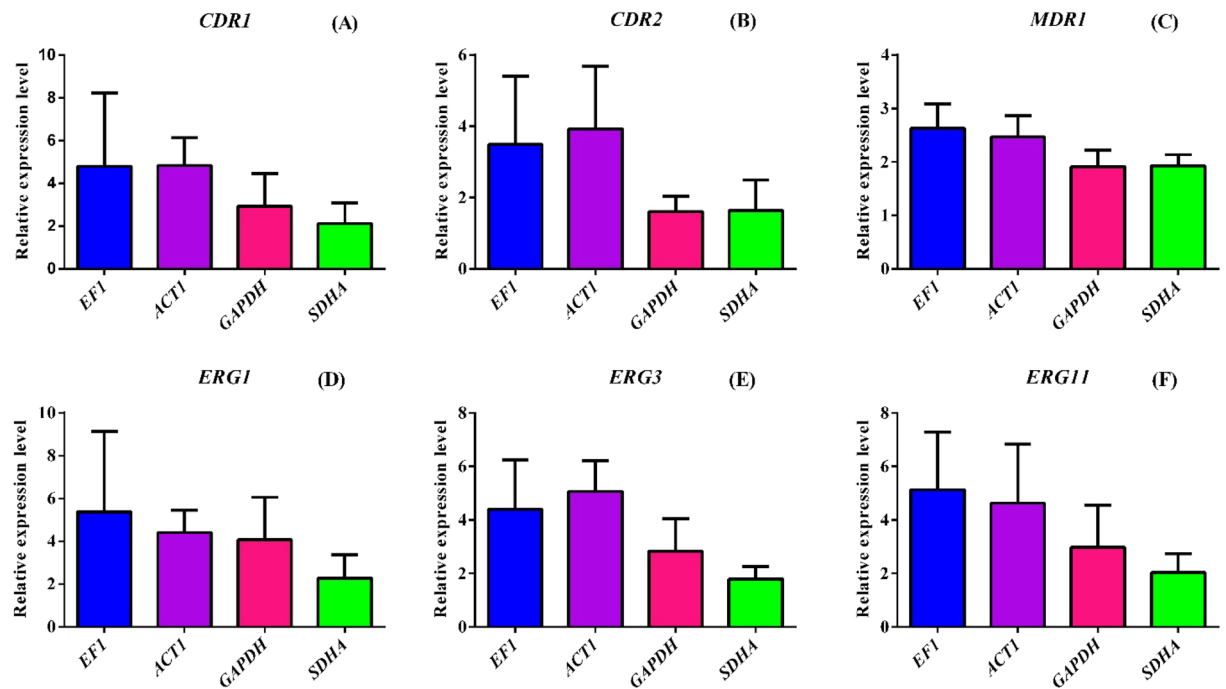 CDR1 (A)
Relative expression level
10
8
6
4
2
0
EF1
ACT1
GAPDH
SDHA
CDR2 (B)
Relative expression level
6
4
2
0
EF1
ACT1
GAPDH
SDHA
MDR1 (C)
Relative expression level
4
3
2
1
0
EF1
ACT1
GAPDH
SDHA
ERG1 (D)
Relative expression level
10
8
6
4
2
0
EF1
ACT1
GAPDH
SDHA
ERG3 (E)
Relative expression level
8
6
4
2
0
EF1
ACT1
GAPDH
SDHA
ERG11 (F)
Relative expression level
8
6
4
2
0
EF1
ACT1
GAPDH
SDHA